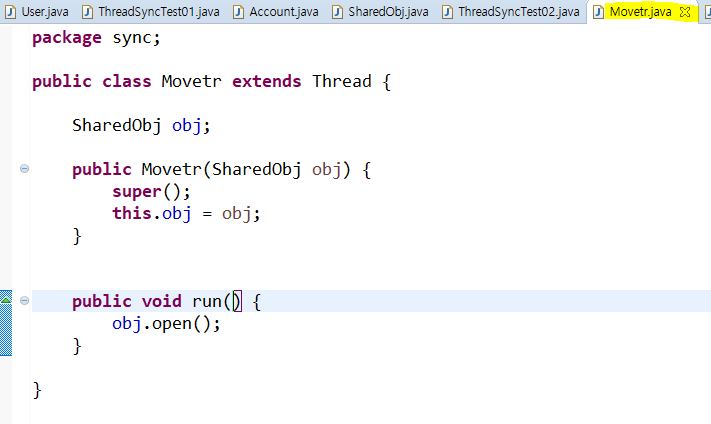 User.java ThreadSyncTest01.java Account.java SharedObj.java ThreadSyncTest02.java Movetr.java
package sync;
public class Movetr extends Thread {
SharedObj obj;
public Movetr(SharedObj obj) {
super();
this.obj = obj;
}
public void run() {
obj.open();
}
}